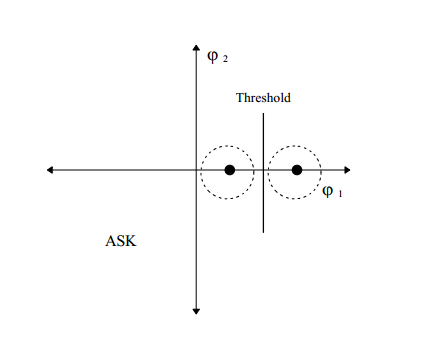 φ 2
Threshold
φ 1
ASK